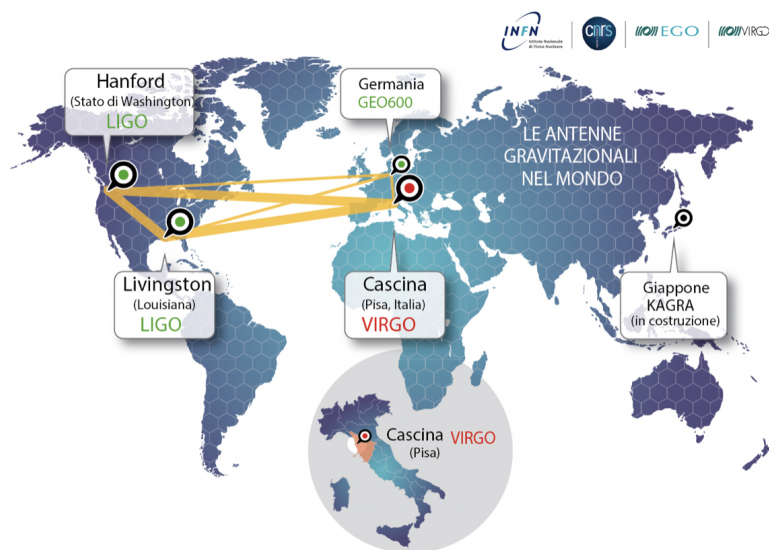 INFN
Istituto Nazionale
di Fisica Nucleare
cnrs
EGO
VIRGO
Hanford
(Stato di Washington)
LIGO
Germania
GEO600
LE ANTENNE
GRAVITAZIONALI
NEL MONDO
Livingston
(Louisiana)
LIGO
Cascina
(Pisa, Italia)
VIRGO
Giappone
KAGRA
(in costruzione)
Cascina VIRGO
(Pisa)